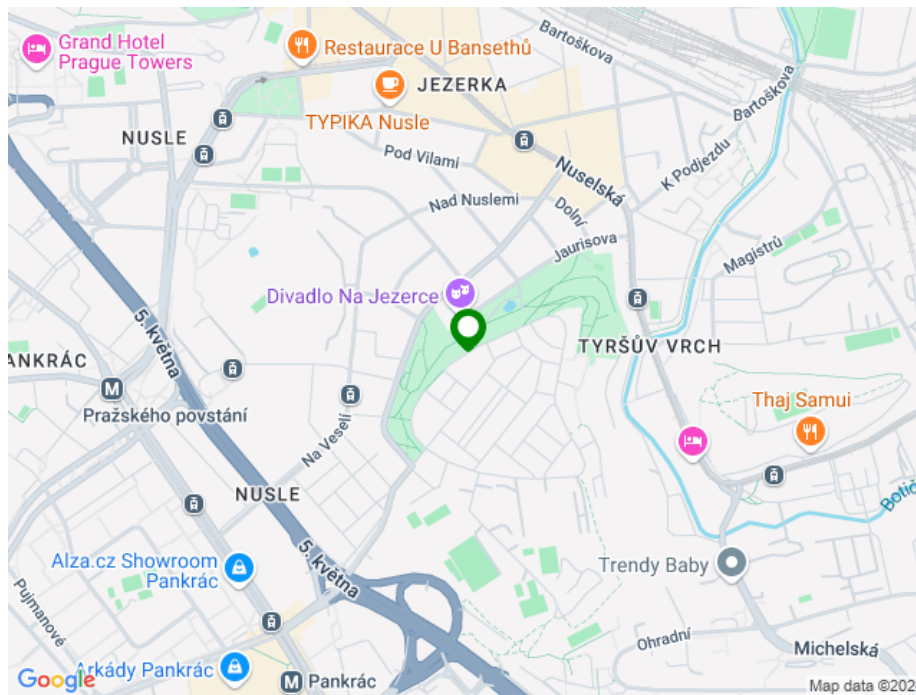 Grand Hotel
Prague Towers
Restaurace U Bansethů
Bartoškova
JEZERKA
TYPIKA Nusle
Bartoškova
NUSLE
Pod Vilami
Nuselská
K Podjezdu
Nad Nuslemi
Dolní
Jaurisova
Magistrů
Divadlo Na Jezerce
5. května
TYRŠŮV VRCH
PANKRÁC
M
Pražského povstání
Thaj Samui
Na Veselí
NUSLE
Botič
5. května
Alza.cz Showroom
Pankrác
Trendy Baby
Pujmanové
Ohradní
Michelská
Arkády Pankrác
M Pankrác
Google
Map data ©202